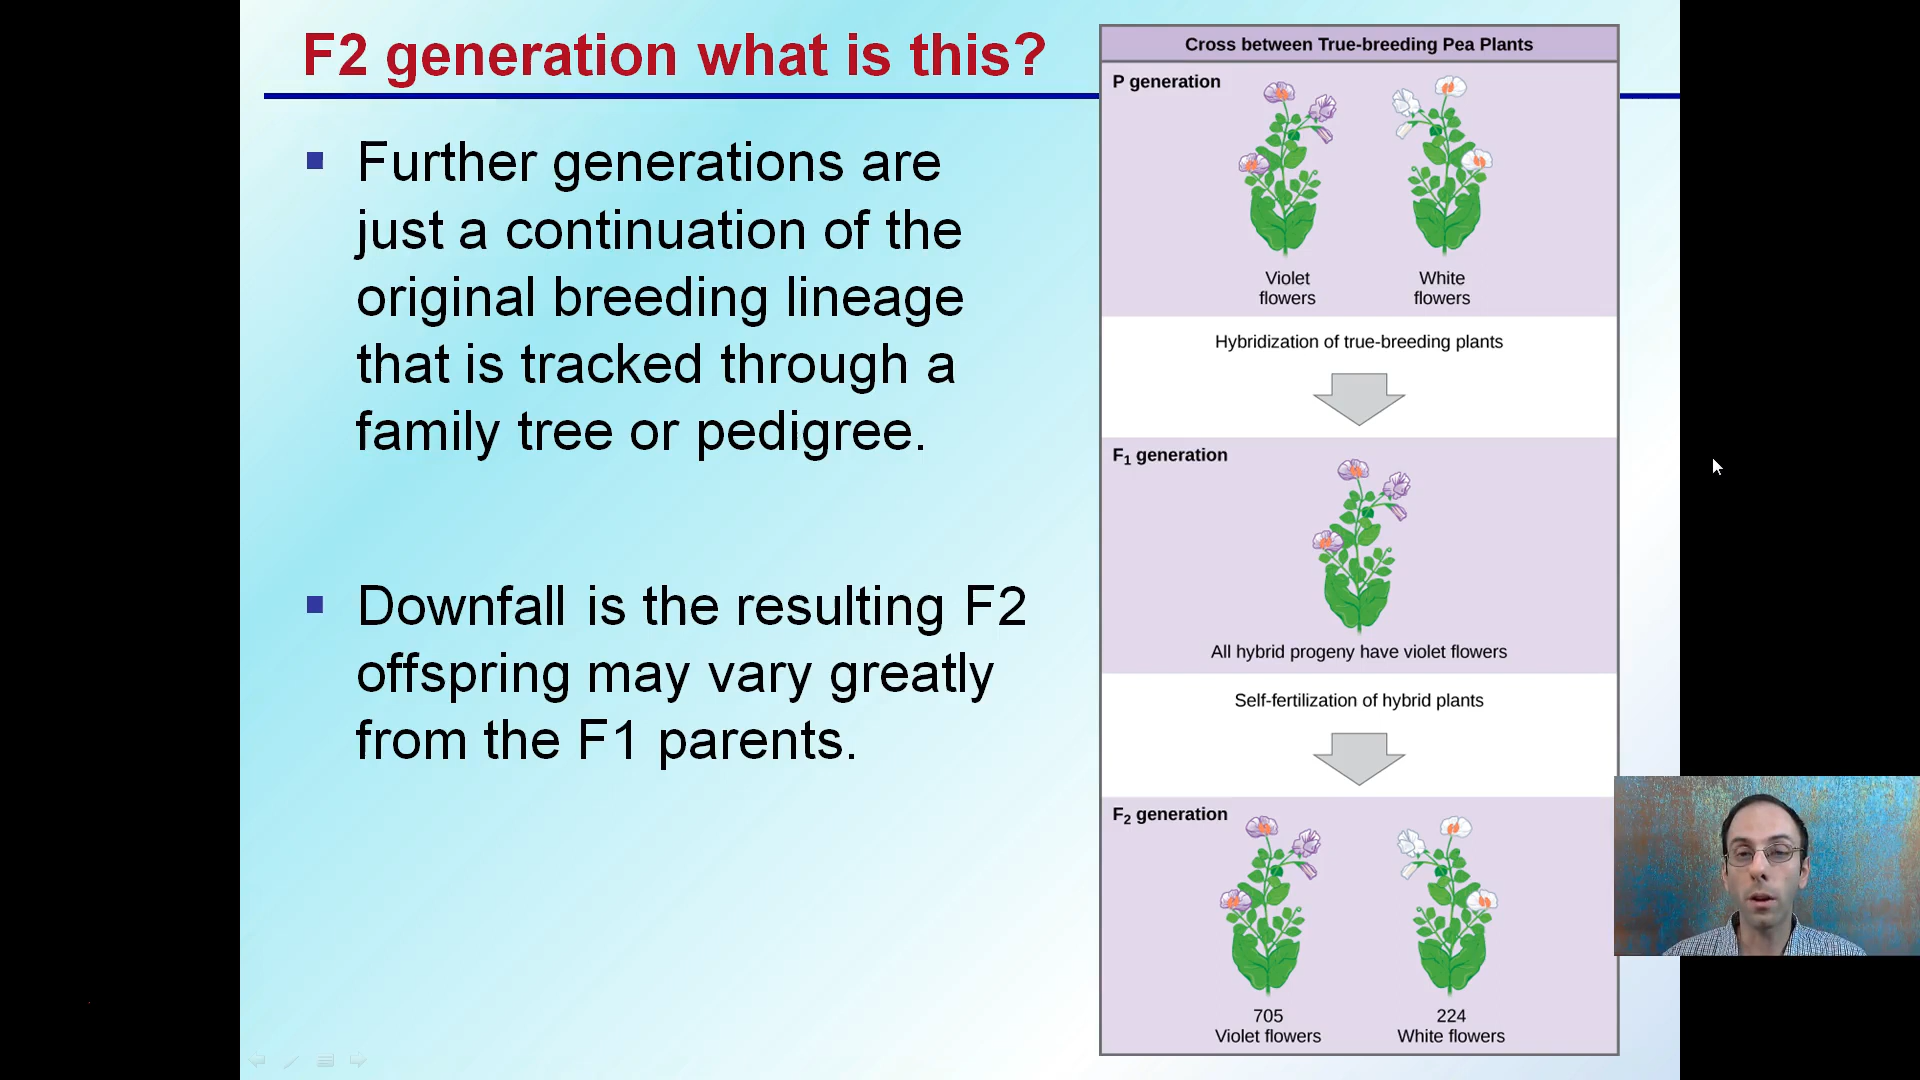 F2 generation what is this?
Further generations are
just a continuation of the
original breeding lineage
that is tracked through a
family tree or pedigree.
Downfall is the resulting F2
offspring may vary greatly
from the F1 parents.
Cross between True-breeding Pea Plants
P generation
Violet
flowers
White
flowers
Hybridization of true-breeding plants
F₁ generation
All hybrid progeny have violet flowers
Self-fertilization of hybrid plants
F₂ generation
705
Violet flowers
224
White flowers